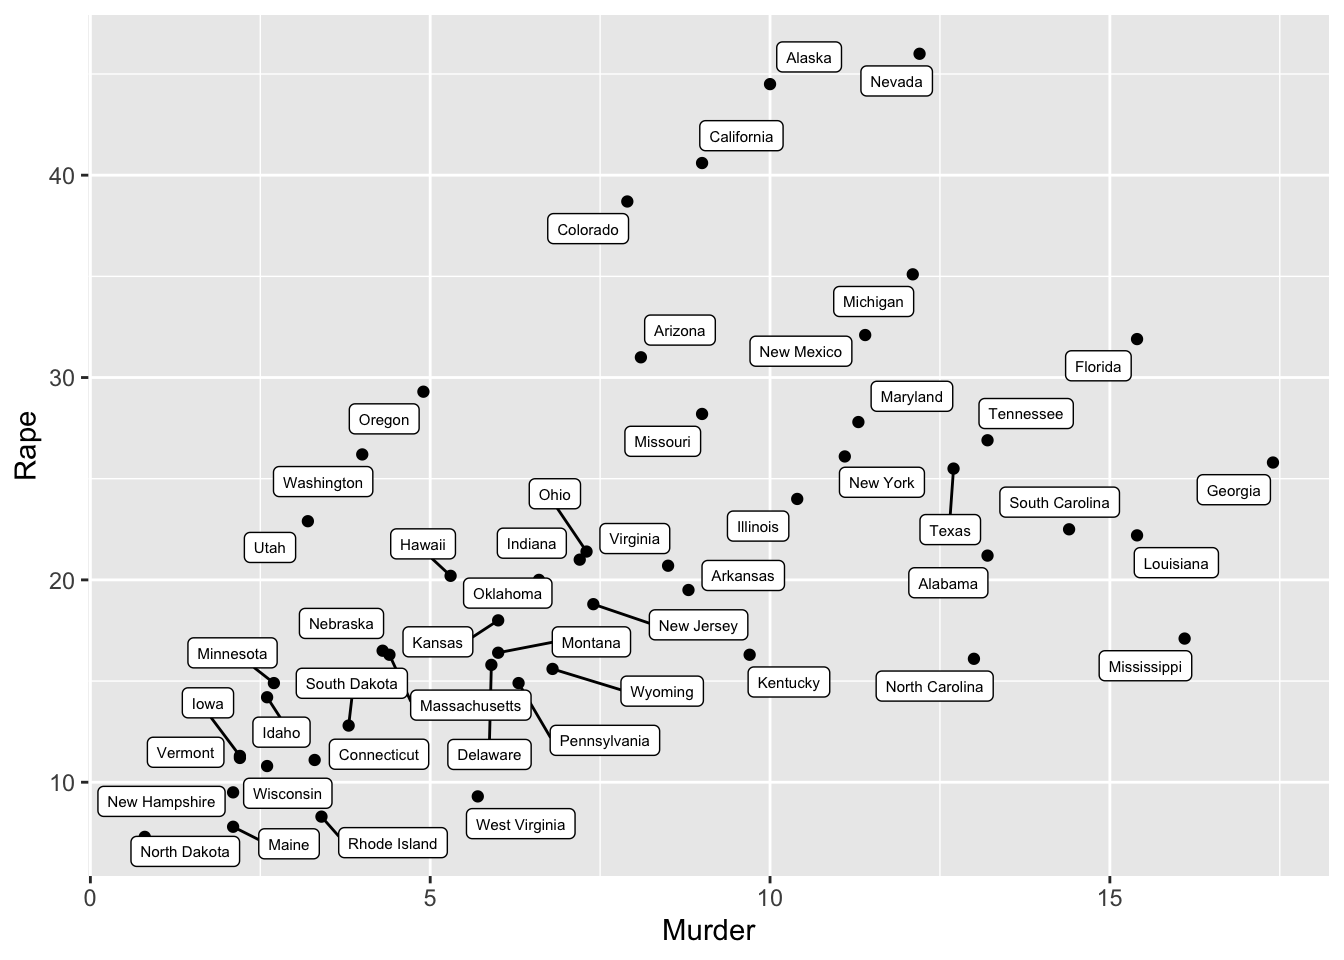 Alaska
Nevada
California
40
Colorado
Michigan
Arizona
New Mexico
Florida
30
Maryland
Oregon
Tennessee
Missouri
Rape
Washington
New York
Georgia
Ohio
South Carolina
Illinois
Texas
Virginia
Indiana
Hawaii
Utah
Louisiana
Arkansas
20
Alabama
Oklahoma
Nebraska
New Jersey
Kansas
Montana
Minnesota
Mississippi
South Dakota
Kentucky
North Carolina
Wyoming
Iowa
Massachusetts
Idaho
Pennsylvania
Vermont
Connecticut
Delaware
10
Wisconsin
New Hampshire
West Virginia
Rhode Island
Maine
North Dakota
0
5
10
15
Murder